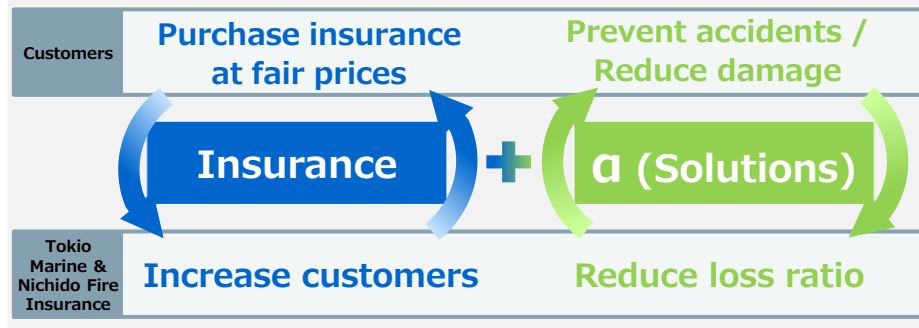 Customers
Purchase insurance
at fair prices
Prevent accidents /
Reduce damage
Insurance
α (Solutions)
Tokio
Marine &
Nichido Fire
Insurance
Increase customers
Reduce loss ratio